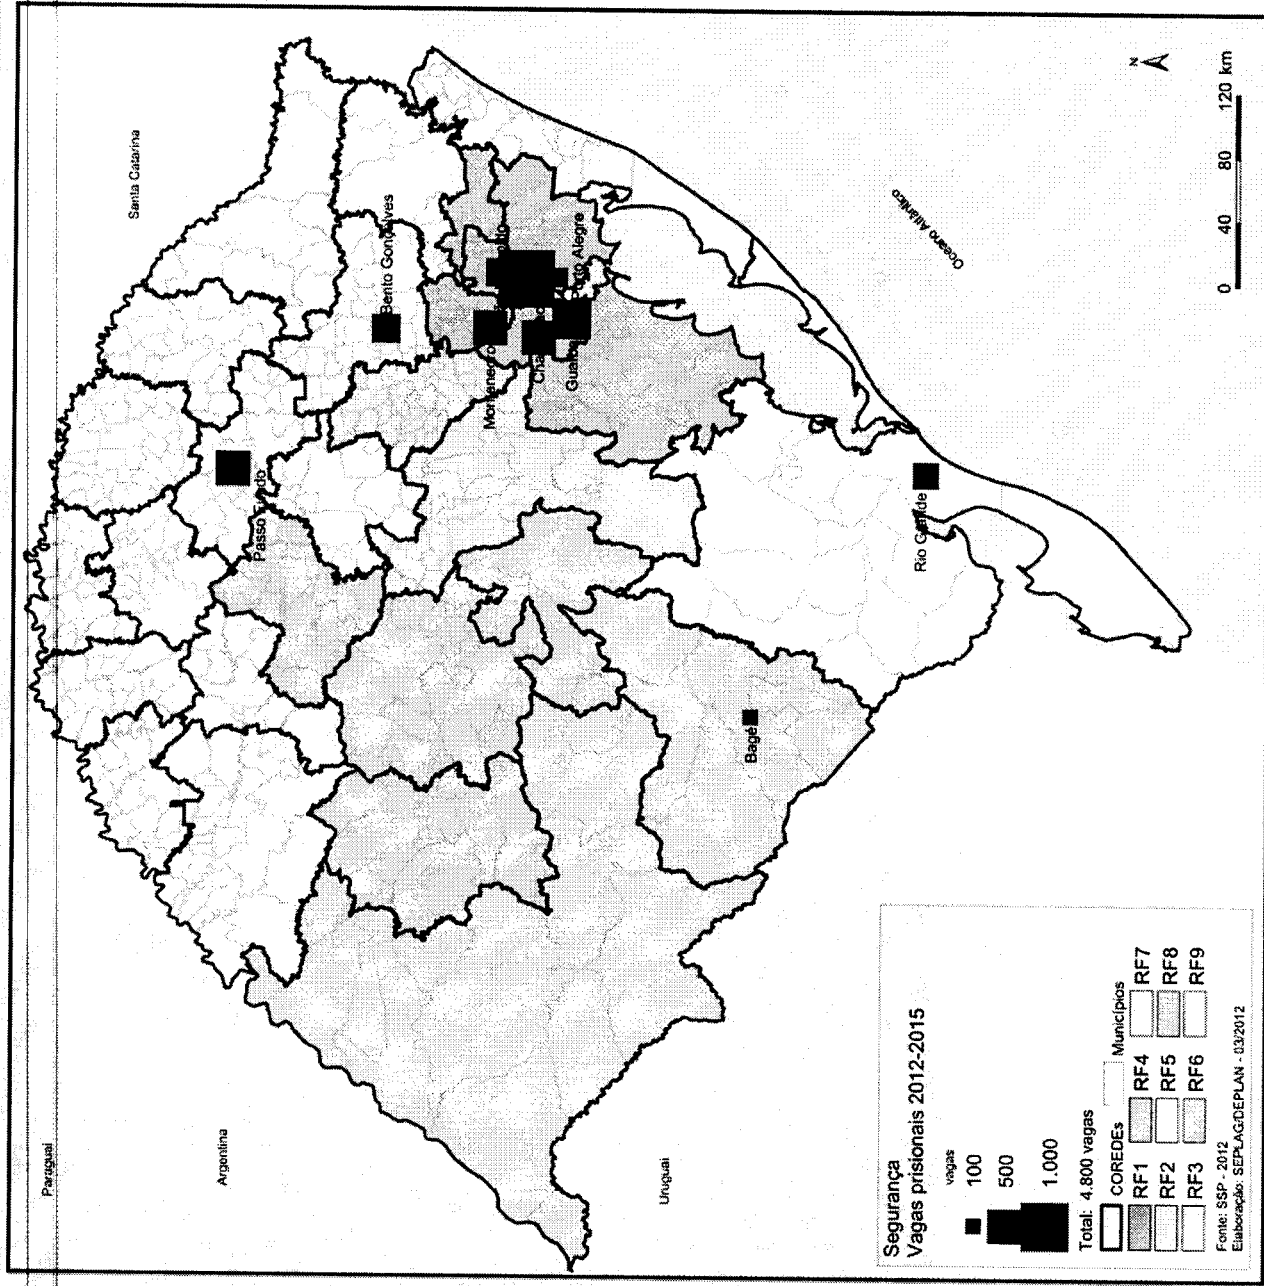 Paraguai
Argentina
Uruguai
Santa Catarina
Oceano Atlântico
Passo Fundo
Bento Gonçalves
Montenegro
Porto Alegre
Rio Grande
Bagé
N
0 40 80 120 km
Segurança
Vagas prisionais 2012-2015
vagas
100
500
1.000
Total: 4.800 vagas
COREDEs Municípios
RF1 RF4 RF7
RF2 RF5 RF8
RF3 RF6 RF9
Fonte: SSP - 2012
Elaboração: SEPLAG/DEPLAN - 03/2012